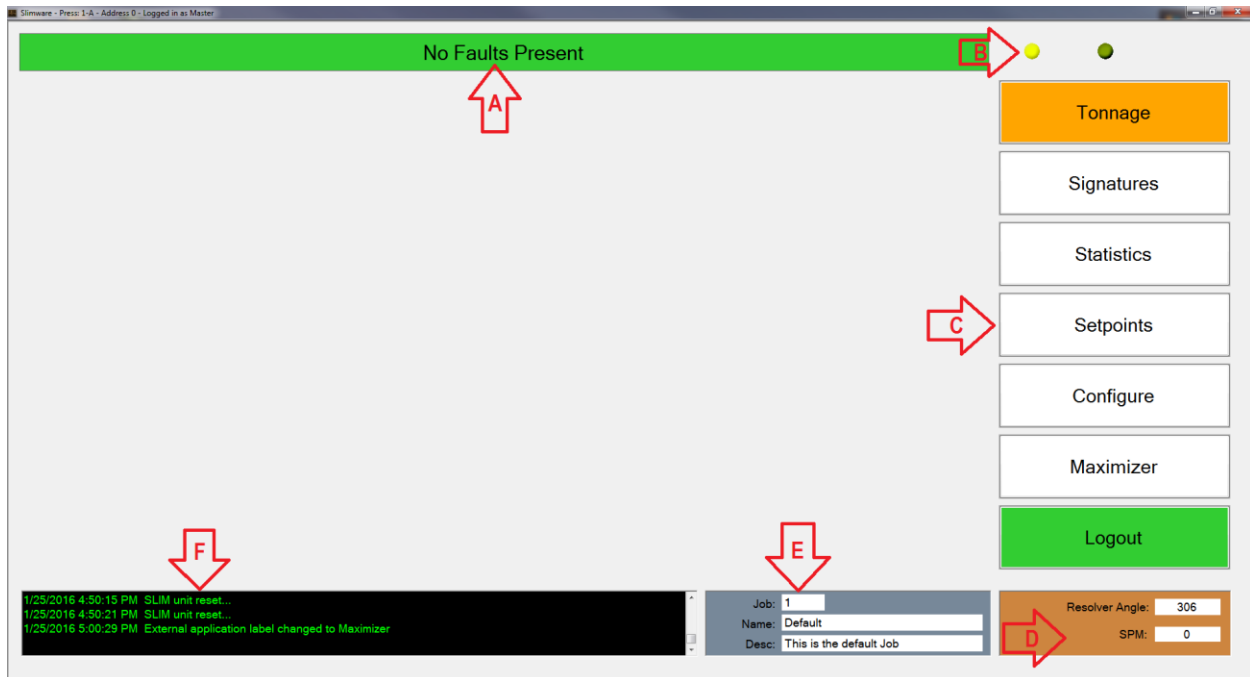 Slimware - Press: 1-A - Address 0 - Logged in as Master
No Faults Present
A
B
Tonnage
Signatures
Statistics
C
Setpoints
Configure
Maximizer
Logout
F
E
1/25/2016 4:50:15 PM SLIM unit reset...
1/25/2016 4:50:21 PM SLIM unit reset...
1/25/2016 5:00:29 PM External application label changed to Maximizer
Job: 1
Name: Default
Desc: This is the default Job
Resolver Angle: 306
D
SPM: 0